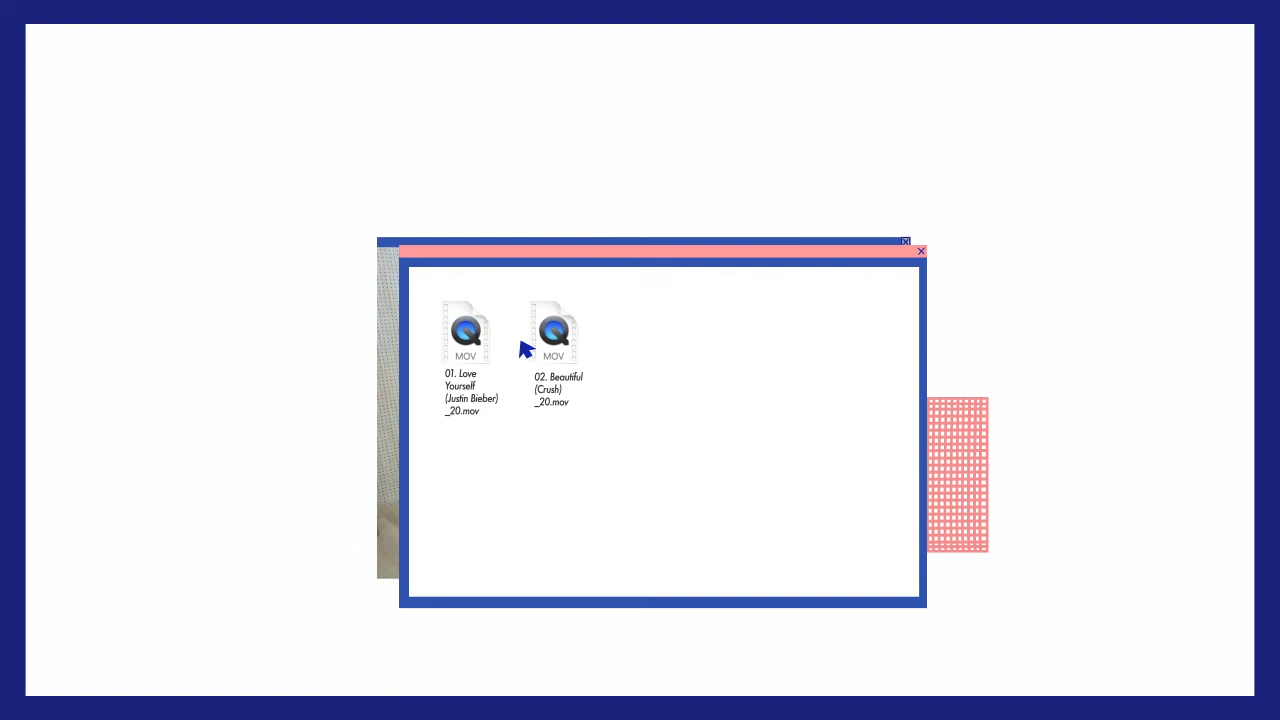 MOV
01. Love
Yourself
(Justin Bieber)
_20.mov
MOV
02. Beautiful
(Crush)
_20.mov